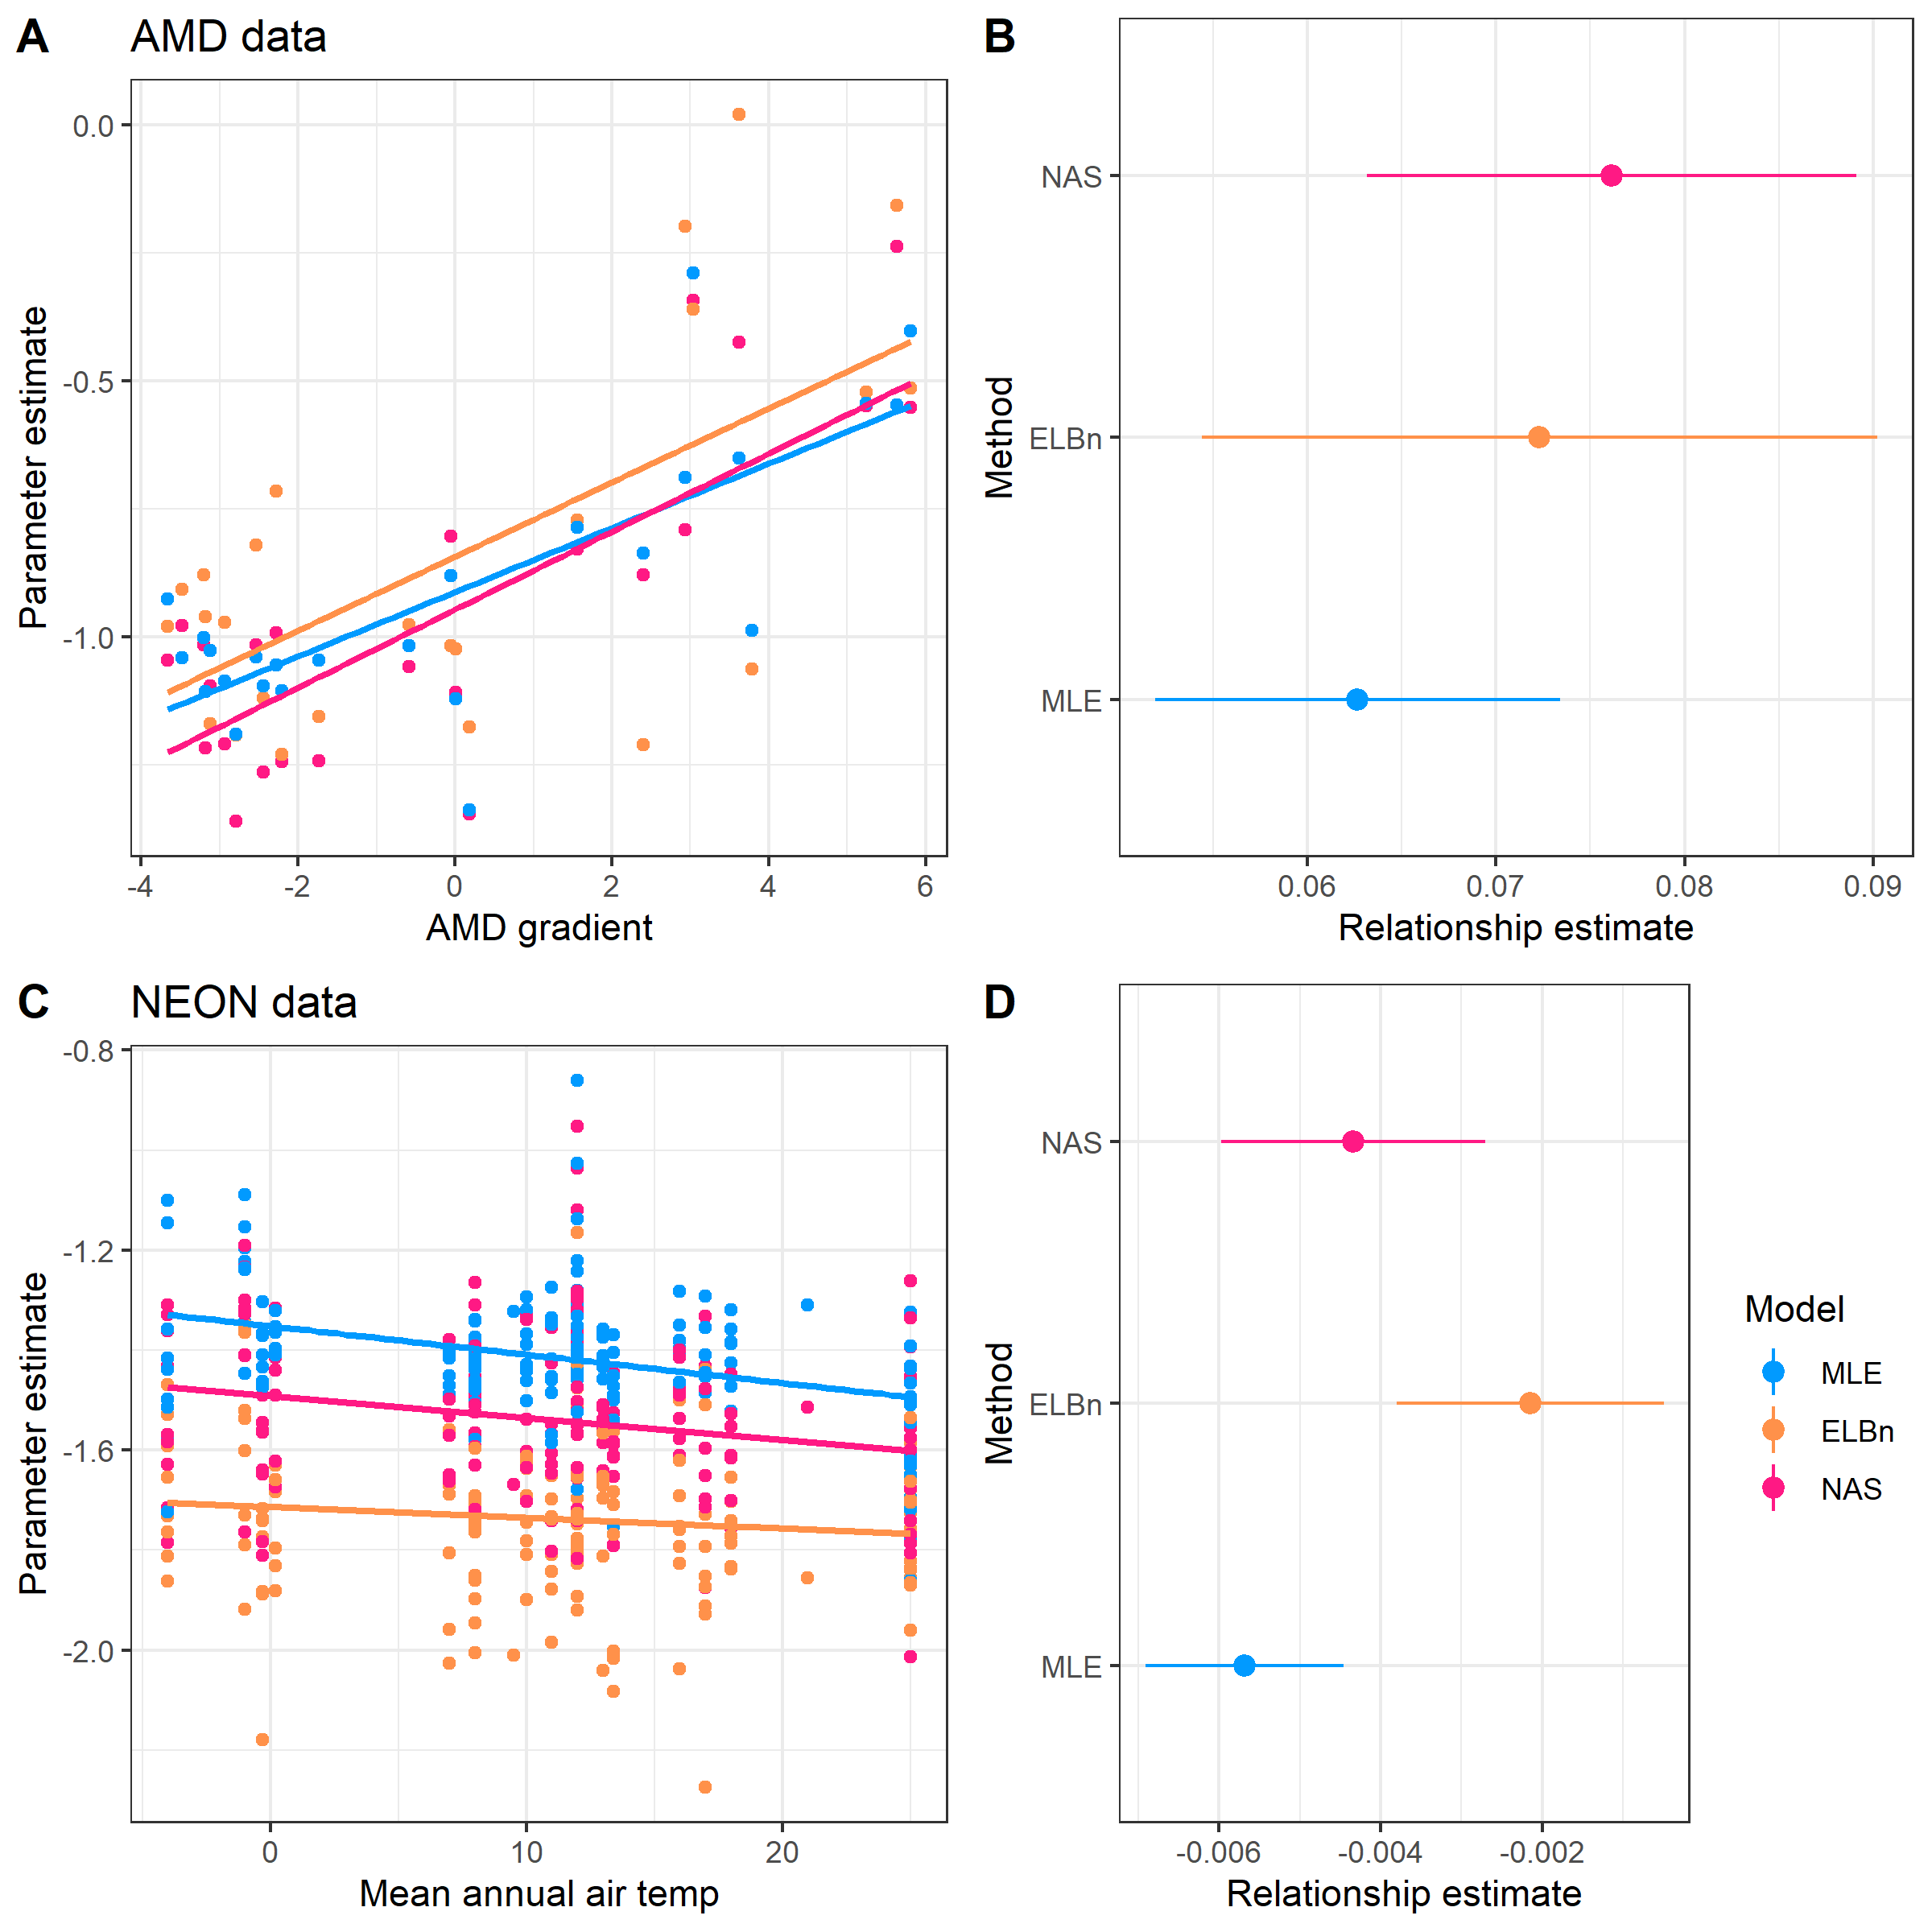 A
AMD data
0.0
-0.5
-1.0
Parameter estimate
-4 -2 0 2 4 6
AMD gradient
B
NAS
ELBn
MLE
Method
0.06 0.07 0.08 0.09
Relationship estimate
C
NEON data
-0.8
-1.2
-1.6
-2.0
Parameter estimate
0 10 20
Mean annual air temp
D
NAS
ELBn
MLE
Method
-0.006 -0.004 -0.002
Relationship estimate
Model
MLE
ELBn
NAS